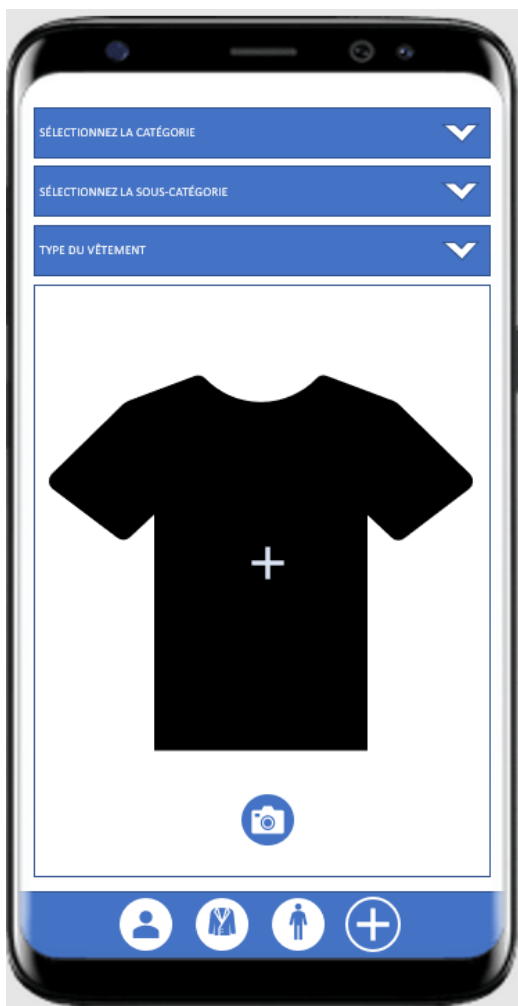 SÉLECTIONNEZ LA CATÉGORIE
SÉLECTIONNEZ LA SOUS-CATÉGORIE
TYPE DU VÊTEMENT